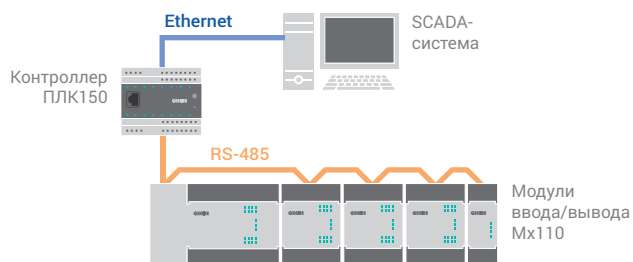 Ethernet
SCADA-
система
Контроллер
ПЛК150
RS-485
Модули
ввода/вывода
Мх110